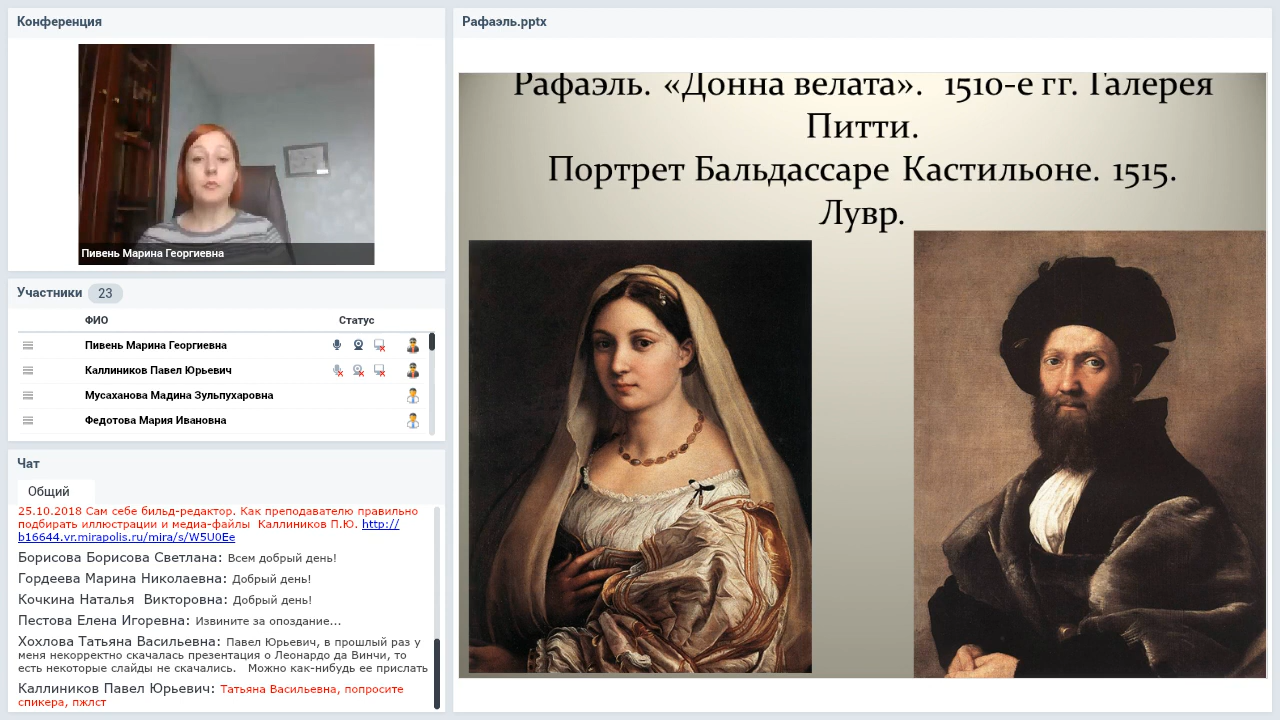 Конференция
Пивень Марина Георгиевна
Участники 23
ФИО Статус
Пивень Марина Георгиевна
Каллиников Павел Юрьевич
Мусаханова Мадина Зульпухаровна
Федотова Мария Ивановна
Чат
Общий
25.10.2018 Сам себе бильд-редактор. Как преподавателю правильно
подбирать иллюстрации и медиа-файлы Каллиников П.Ю. http://
b16644.vr.mirapolis.ru/mira/s/W5U0Ee
Борисова Борисова Светлана: Всем добрый день!
Гордеева Марина Николаевна: Добрый день!
Кочкина Наталья Викторовна: Добрый день!
Пестова Елена Игоревна: Извините за опоздание...
Хохлова Татьяна Васильевна: Павел Юрьевич, в прошлый раз у
меня некорректно скачалась презентация о Леонардо да Винчи, то
есть некоторые слайды не скачались. Можно как-нибудь ее прислать
Каллиников Павел Юрьевич: Татьяна Васильевна, попросите
спикера, пжлст
Рафаэль.pptx
Рафаэль. «Донна велата». 1510-е гг. Галерея
Питти.
Портрет Бальдассаре Кастильоне. 1515.
Лувр.